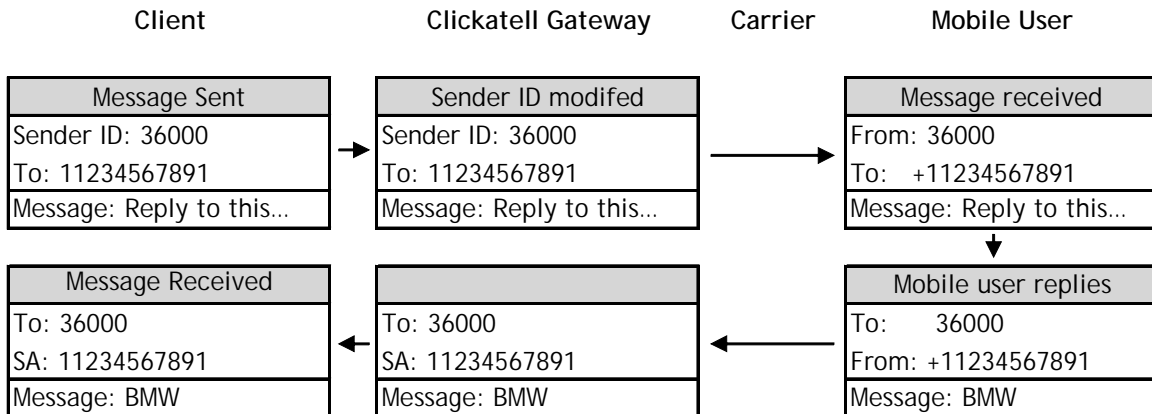 Client Clickatell Gateway Carrier Mobile User
Message Sent
Sender ID: 36000
To: 11234567891
Message: Reply to this...
Sender ID modifed
Sender ID: 36000
To: 11234567891
Message: Reply to this...
Message received
From: 36000
To: +11234567891
Message: Reply to this...
Message Received
To: 36000
SA: 11234567891
Message: BMW
To: 36000
SA: 11234567891
Message: BMW
Mobile user replies
To: 36000
From: +11234567891
Message: BMW